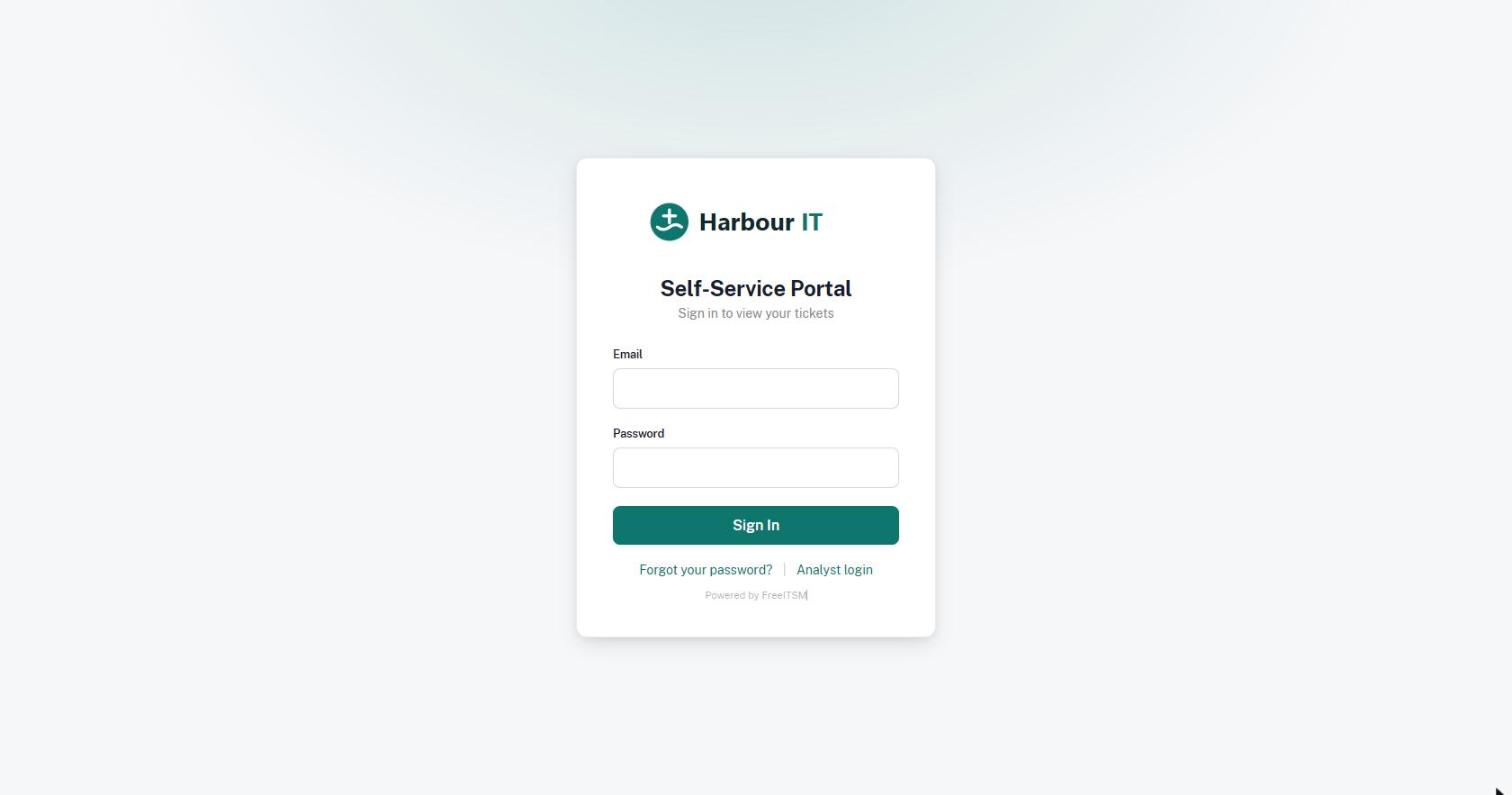 Harbour IT
Self-Service Portal
Sign in to view your tickets
Email
Password
Sign In
Forgot your password? | Analyst login
Powered by FreeITSM